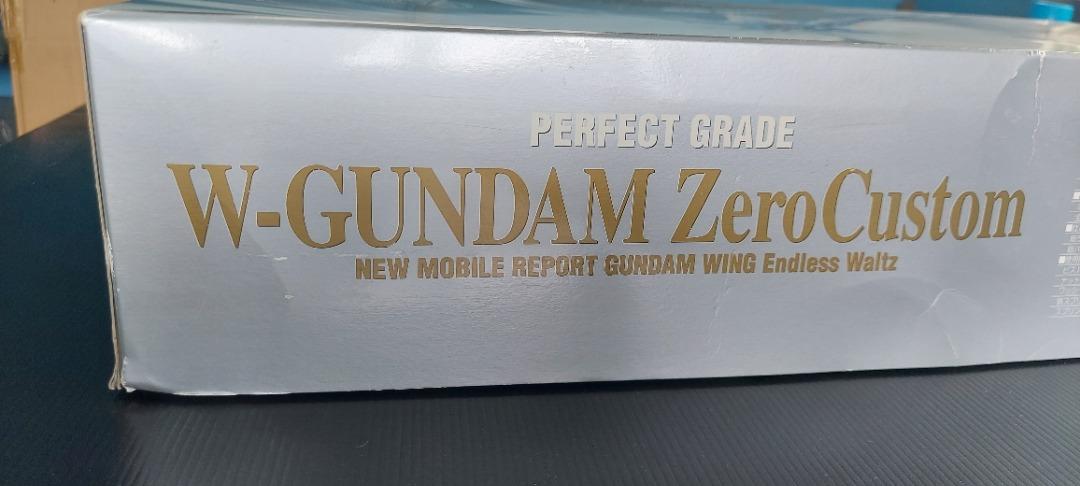 PERFECT GRADE
W-GUNDAM ZeroCustom
NEW MOBILE REPORT GUNDAM WING Endless Waltz